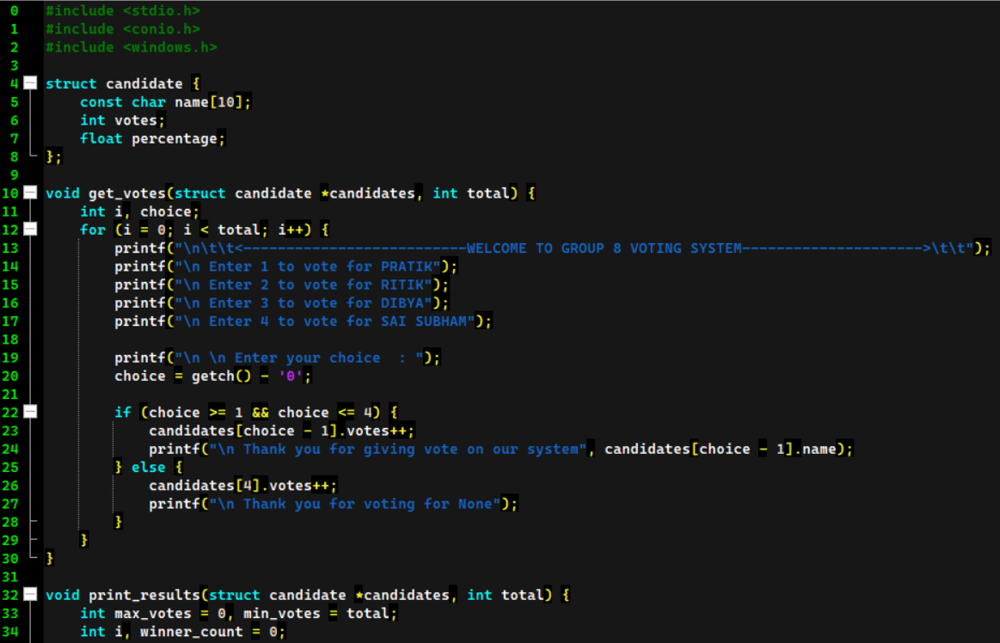 0 #include <stdio.h>
1 #include <conio.h>
2 #include <windows.h>
3
4 struct candidate {
5     const char name[10];
6     int votes;
7     float percentage;
8 };
9
10 void get_votes(struct candidate *candidates, int total) {
11     int i, choice;
12     for (i = 0; i < total; i++) {
13         printf("\n\t\t<--------------------------WELCOME TO GROUP 8 VOTING SYSTEM--------------------->\t\t");
14         printf("\n Enter 1 to vote for PRATIK");
15         printf("\n Enter 2 to vote for RITIK");
16         printf("\n Enter 3 to vote for DIBYA");
17         printf("\n Enter 4 to vote for SAI SUBHAM");
18
19         printf("\n \n Enter your choice  : ");
20         choice = getch() - '0';
21
22         if (choice >= 1 && choice <= 4) {
23             candidates[choice - 1].votes++;
24             printf("\n Thank you for giving vote on our system", candidates[choice - 1].name);
25         } else {
26             candidates[4].votes++;
27             printf("\n Thank you for voting for None");
28         }
29     }
30 }
31
32 void print_results(struct candidate *candidates, int total) {
33     int max_votes = 0, min_votes = total;
34     int i, winner_count = 0;